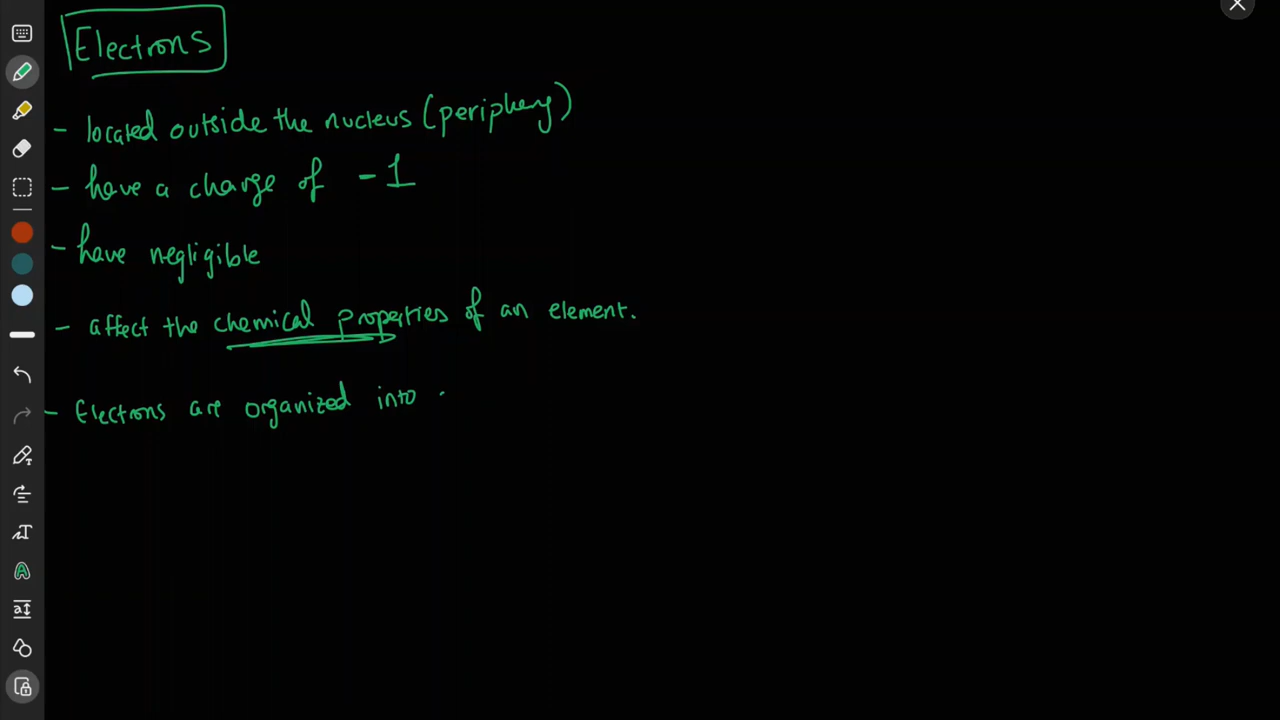 Electrons
- located outside the nucleus (periphery)
- have a charge of -1
- have negligible
- affect the chemical properties of an element.
- Electrons are organized into